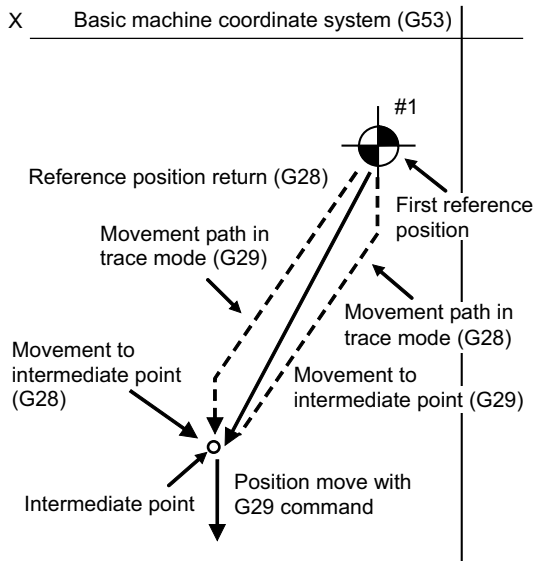 X Basic machine coordinate system (G53)
#1
Reference position return (G28)
First reference
position
Movement path in
trace mode (G29)
Movement path in
trace mode (G28)
Movement to
intermediate point
(G28)
Movement to
intermediate point (G29)
Intermediate point
Position move with
G29 command